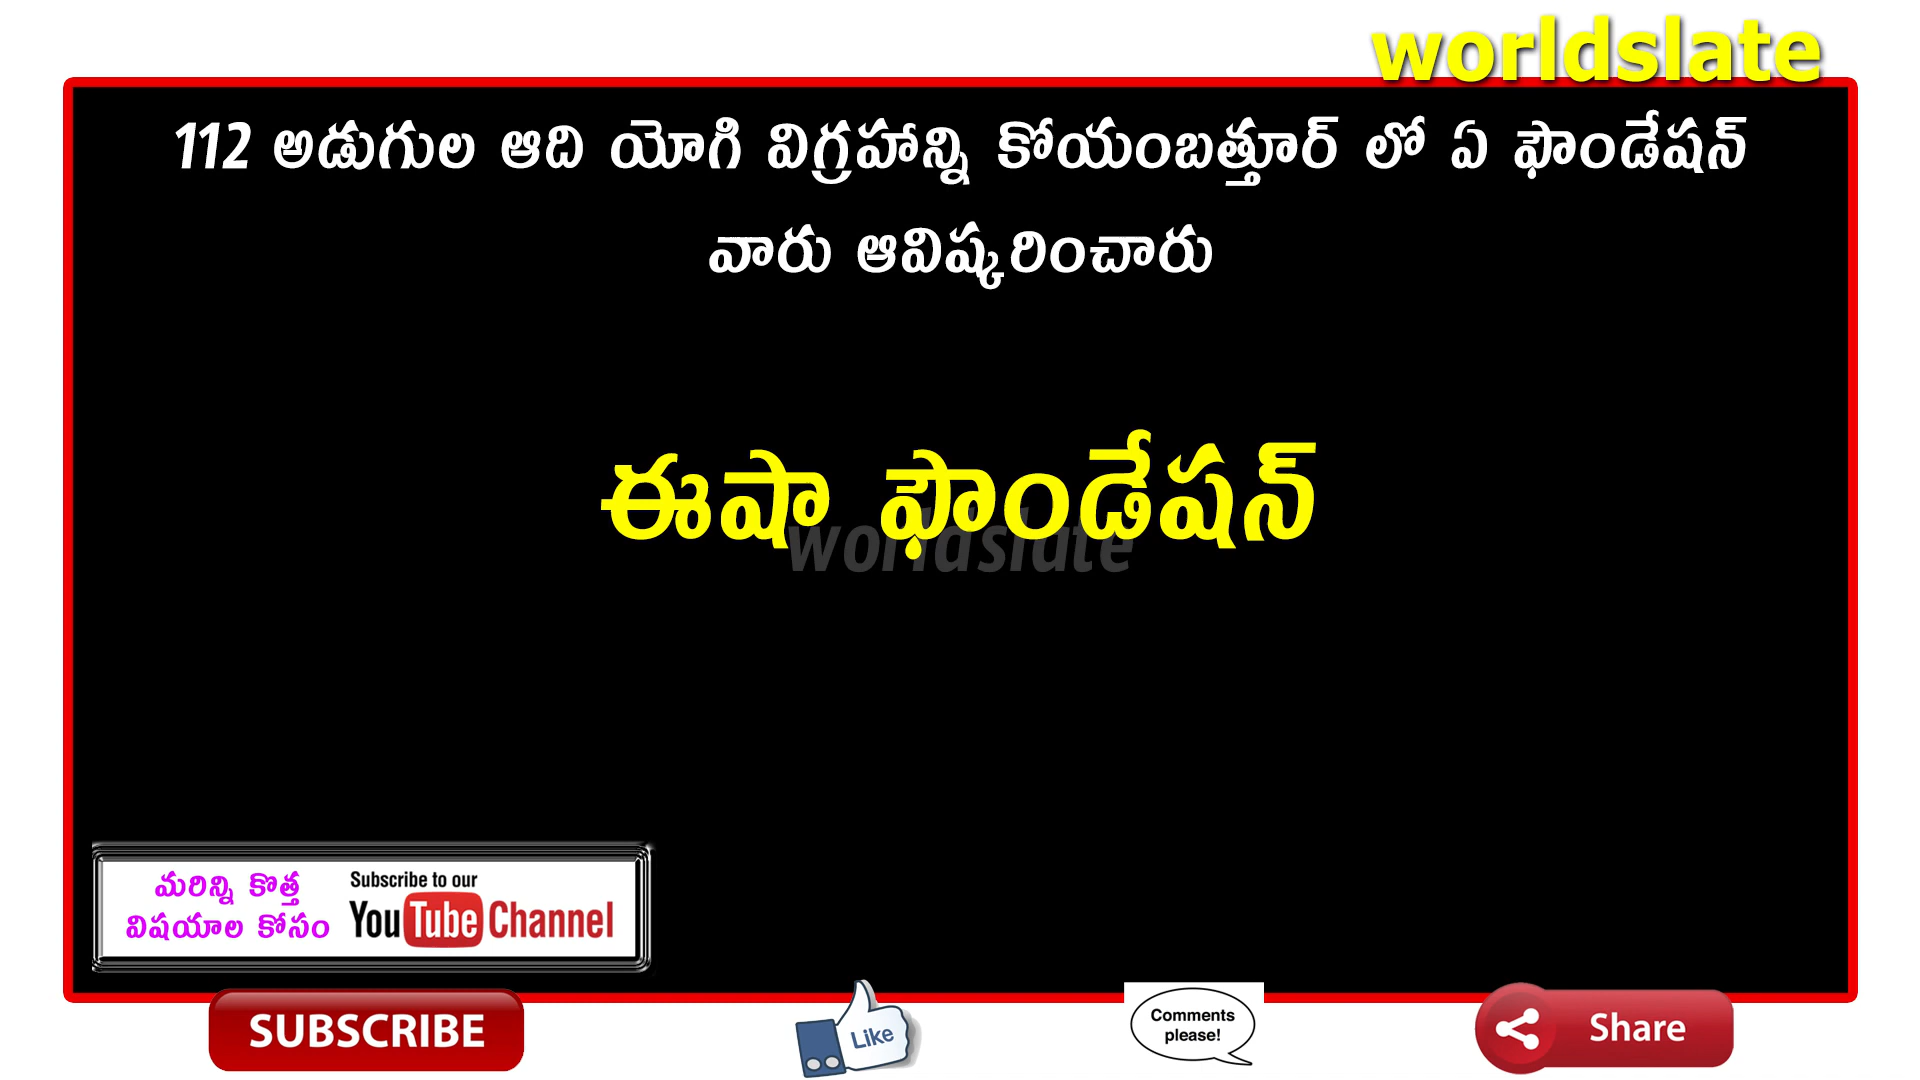 worldslate
112 అడుగుల ఆది యోగి విగ్రహాన్ని కోయంబత్తూర్ లో ఏ ఫౌండేషన్
వారు ఆవిష్కరించారు
ఈషా ఫౌండేషన్
worldslate
మరిన్ని కొత్త
విషయాల కోసం
Subscribe to our
YouTube Channel
SUBSCRIBE
Like
Comments
please!
Share